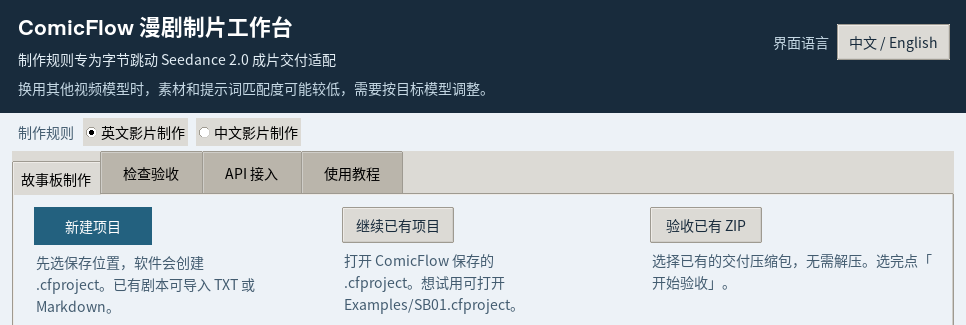 ComicFlow 漫剧制片工作台
制作规则专为字节跳动 Seedance 2.0 成片交付适配
换用其他视频模型时，素材和提示词匹配度可能较低，需要按目标模型调整。
界面语言 中文 / English
制作规则 英文影片制作 中文影片制作
故事板制作 检查验收 API 接入 使用教程
新建项目
先选保存位置，软件会创建
.cfproject。已有剧本可导入 TXT 或
Markdown。
继续已有项目
打开 ComicFlow 保存的
.cfproject。想试用可打开
Examples/SB01.cfproject。
验收已有 ZIP
选择已有的交付压缩包，无需解压。选完点「
开始验收」。